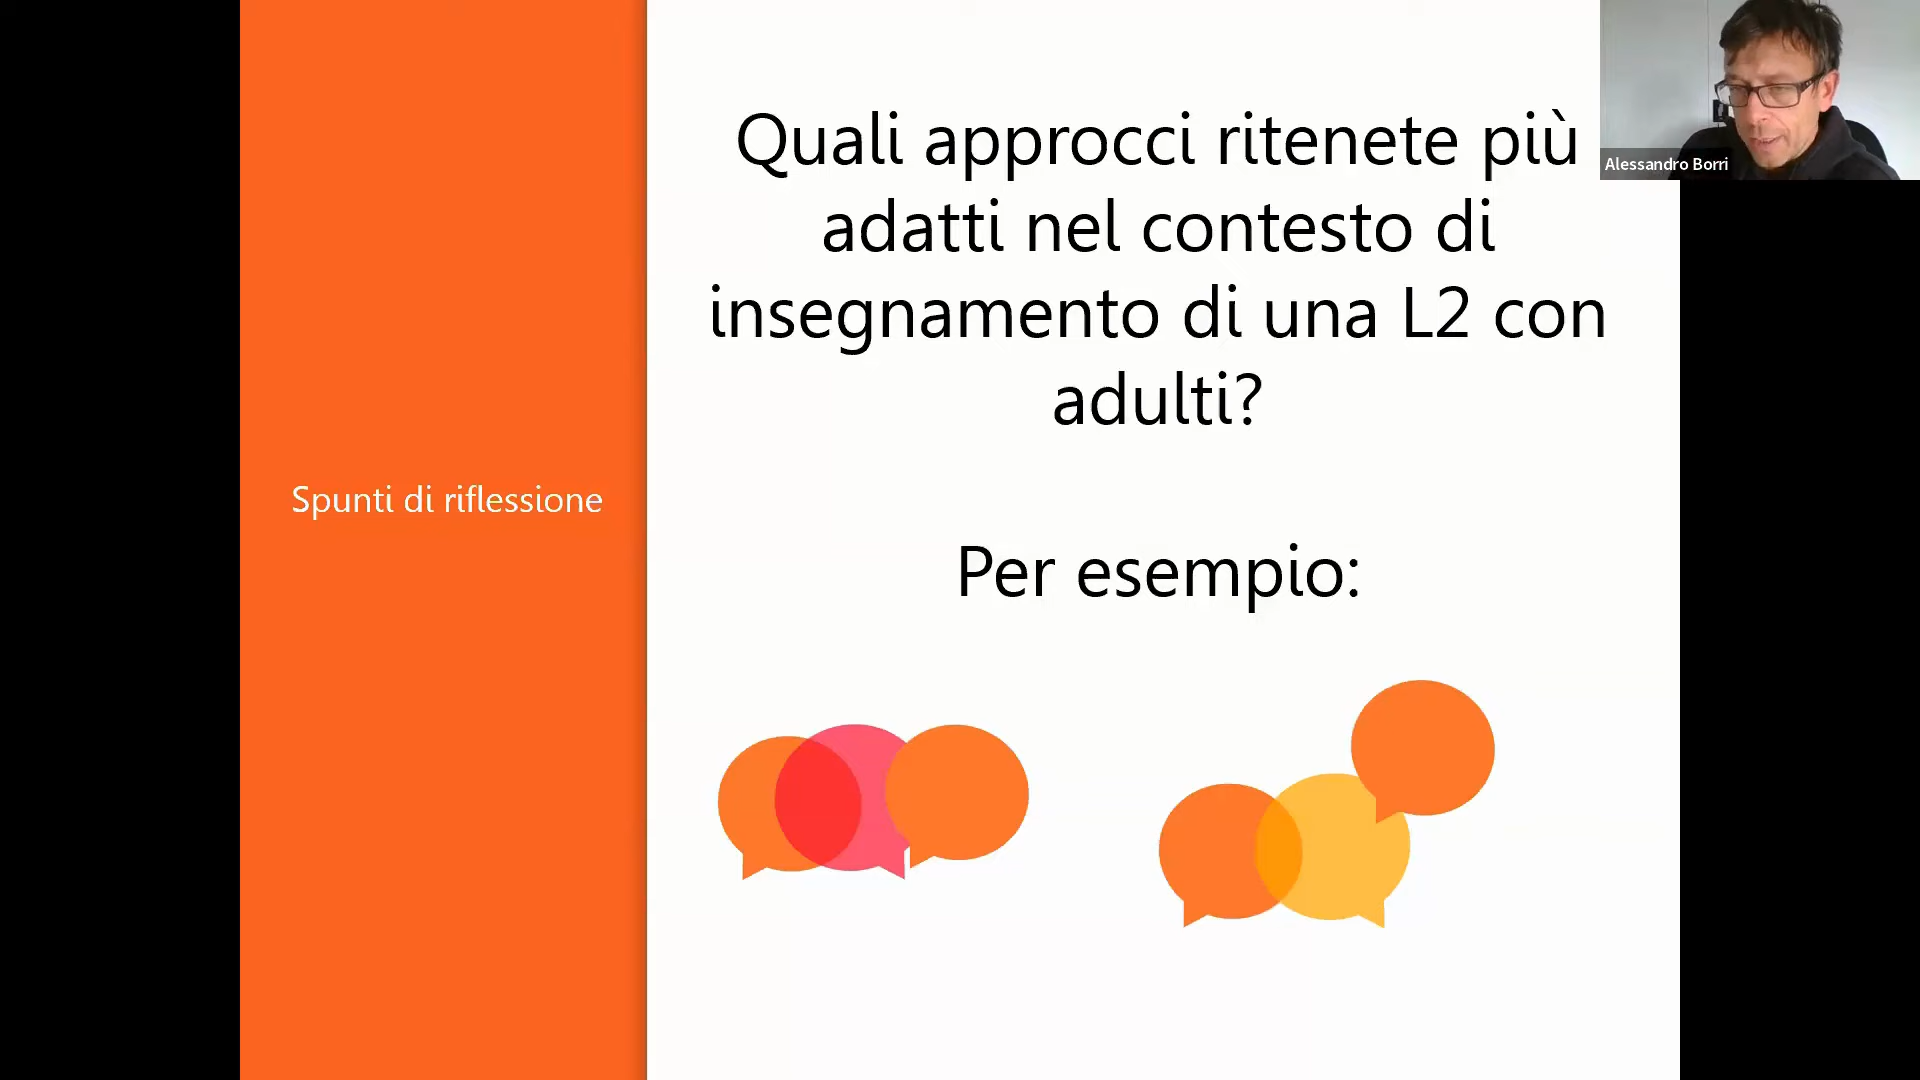 Quali approcci ritenete più
adatti nel contesto di
insegnamento di una L2 con
adulti?
Per esempio:
Spunti di riflessione
Alessandro Borri